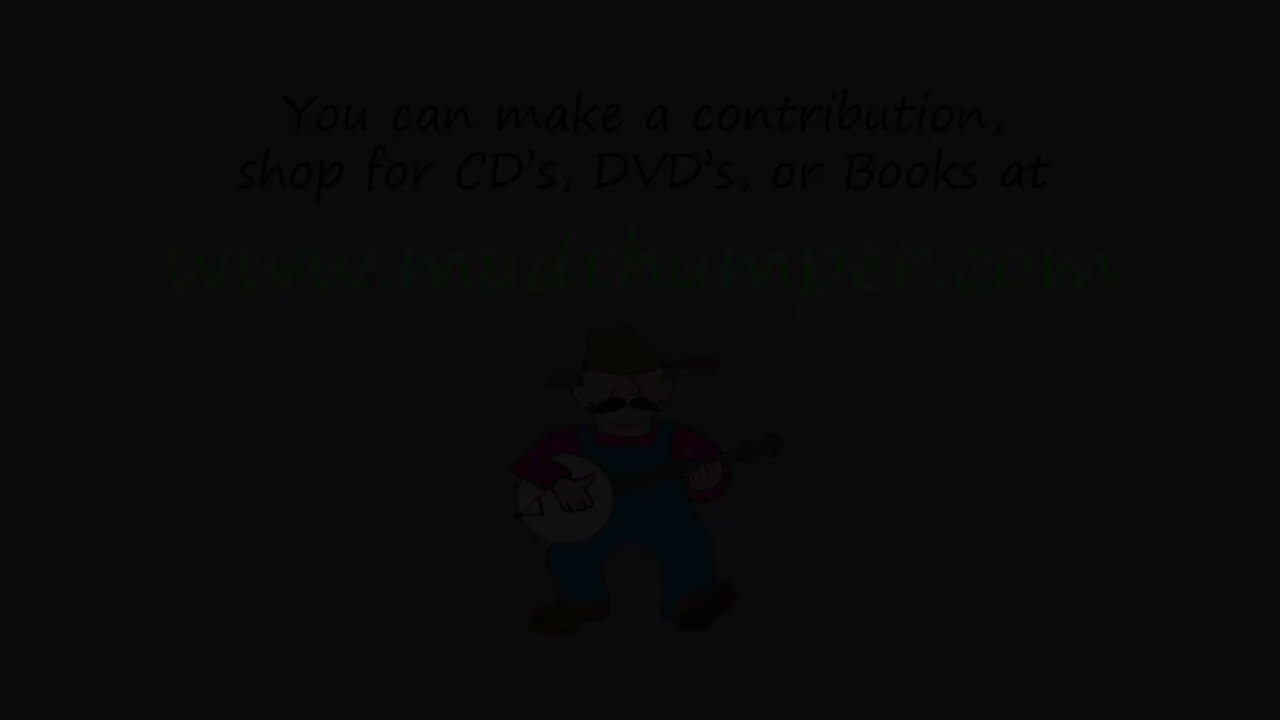 You can make a contribution,
shop for CD's, DVD's, or Books at
www.mudthumper.com